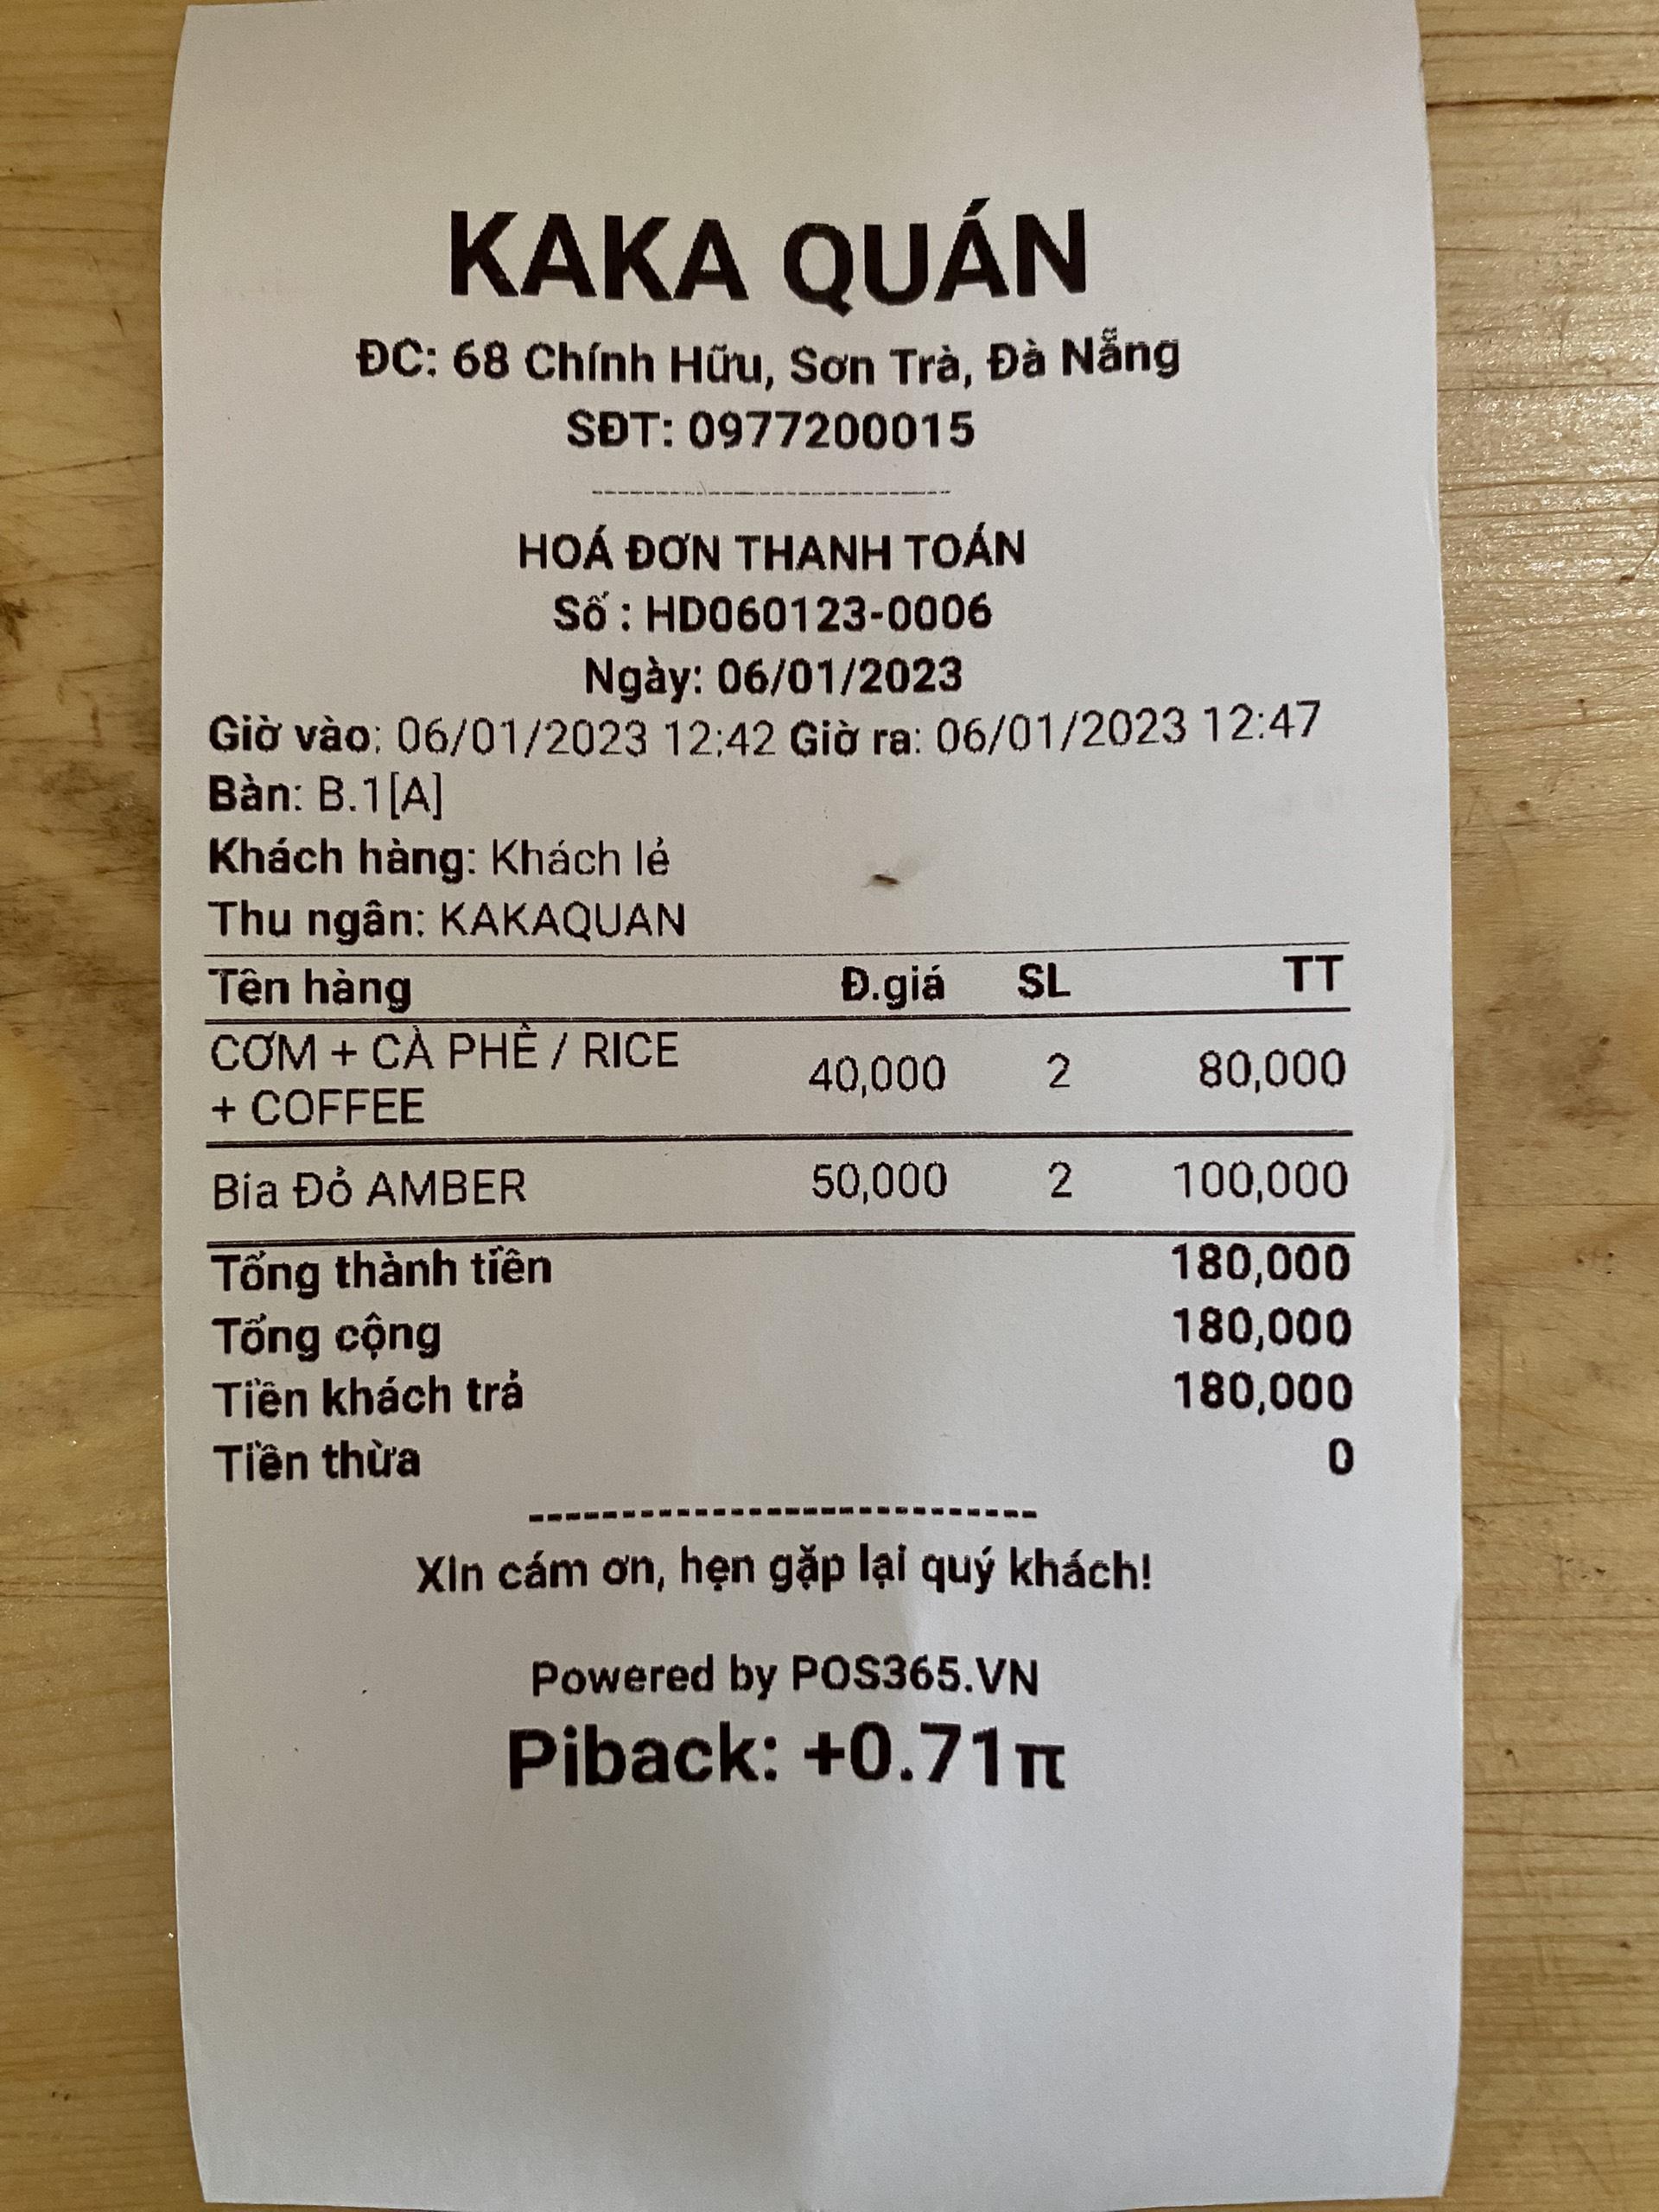 KAKA QUÁN
ĐC: 68 Chính Hữu, Sơn Trà, Đà Nẵng
SĐT: 0977200015
----------------------------
HOÁ ĐƠN THANH TOÁN
Số : HD060123-0006
Ngày: 06/01/2023
Giờ vào: 06/01/2023 12:42 Giờ ra: 06/01/2023 12:47
Bàn: B.1[A]
Khách hàng: Khách lẻ
Thu ngân: KAKAQUAN
Tên hàng Đ.giá SL TT
CƠM + CÀ PHÊ / RICE
+ COFFEE 40,000 2 80,000
Bia Đỏ AMBER 50,000 2 100,000
Tổng thành tiền 180,000
Tổng cộng 180,000
Tiền khách trả 180,000
Tiền thừa 0
----------------------------
Xin cám ơn, hẹn gặp lại quý khách!
Powered by POS365.VN
Piback: +0.71π